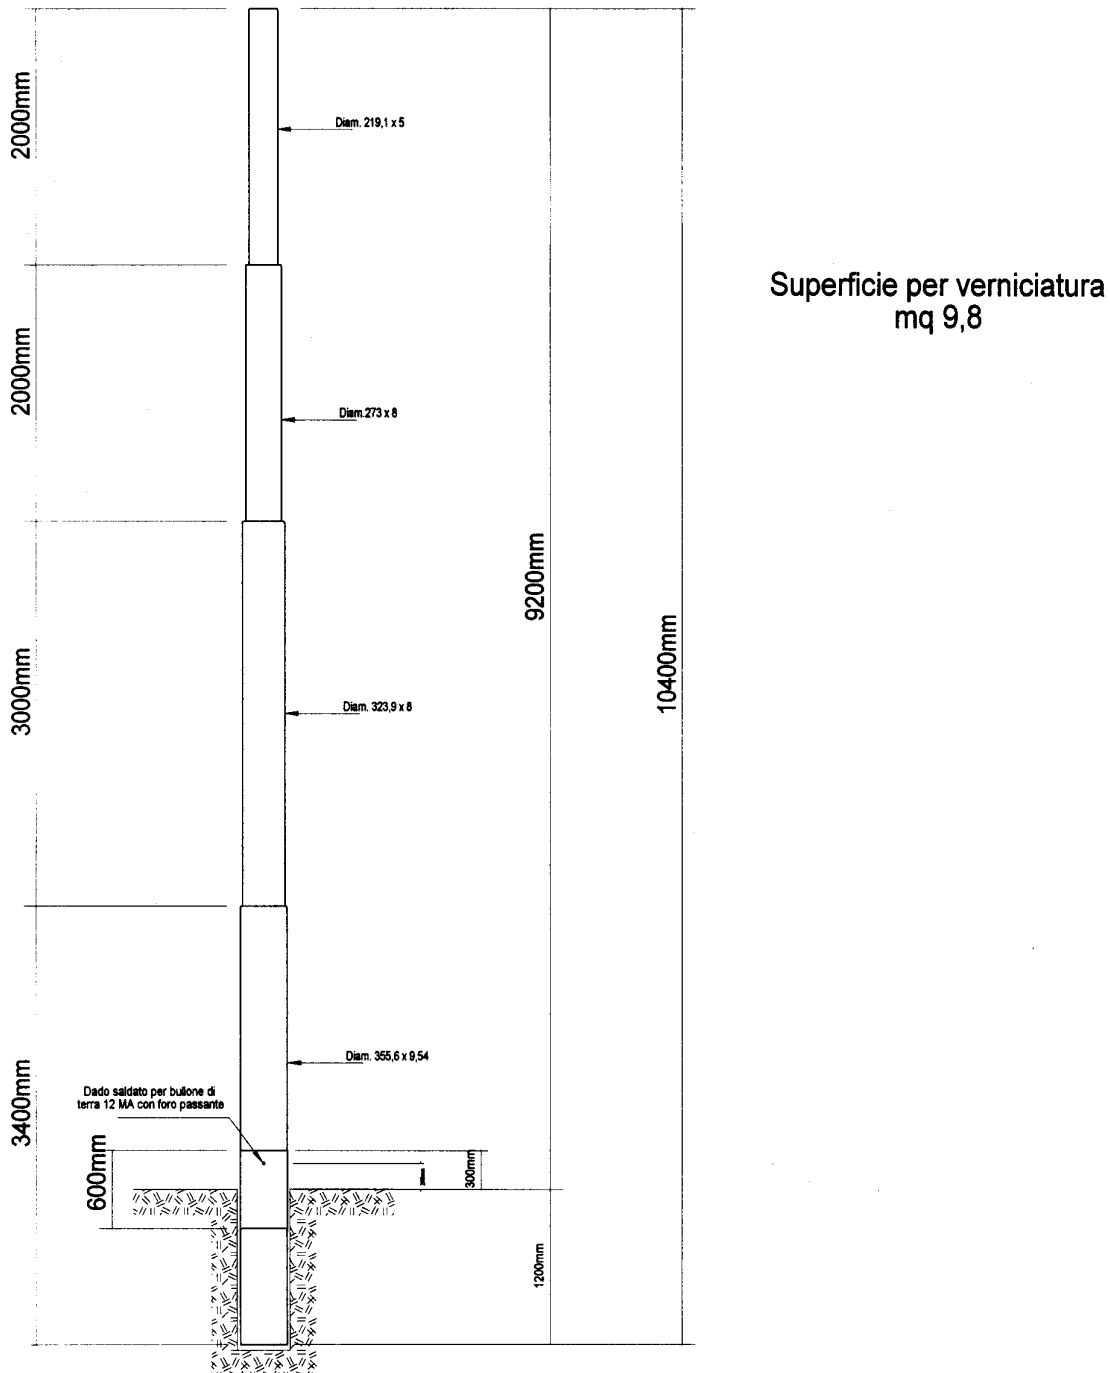 2000mm
Diam. 219,1 x 5
Superficie per verniciatura
mq 9,8
2000mm
Diam.273 x 8
9200mm
10400mm
3000mm
Diam. 323,9 x 8
3400mm
Diam. 355,6 x 9,54
Dado saldato per bullone di
terra 12 MA con foro passante
600mm
300mm
1200mm